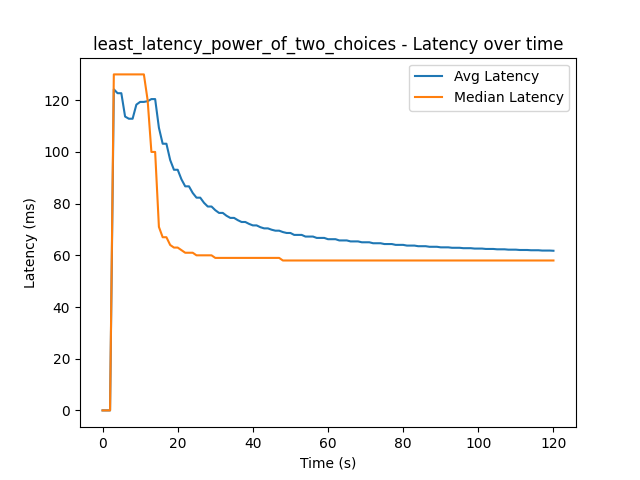 least_latency_power_of_two_choices - Latency over time
Avg Latency
Median Latency
120
100
80
60
40
20
0
Latency (ms)
0 20 40 60 80 100 120
Time (s)